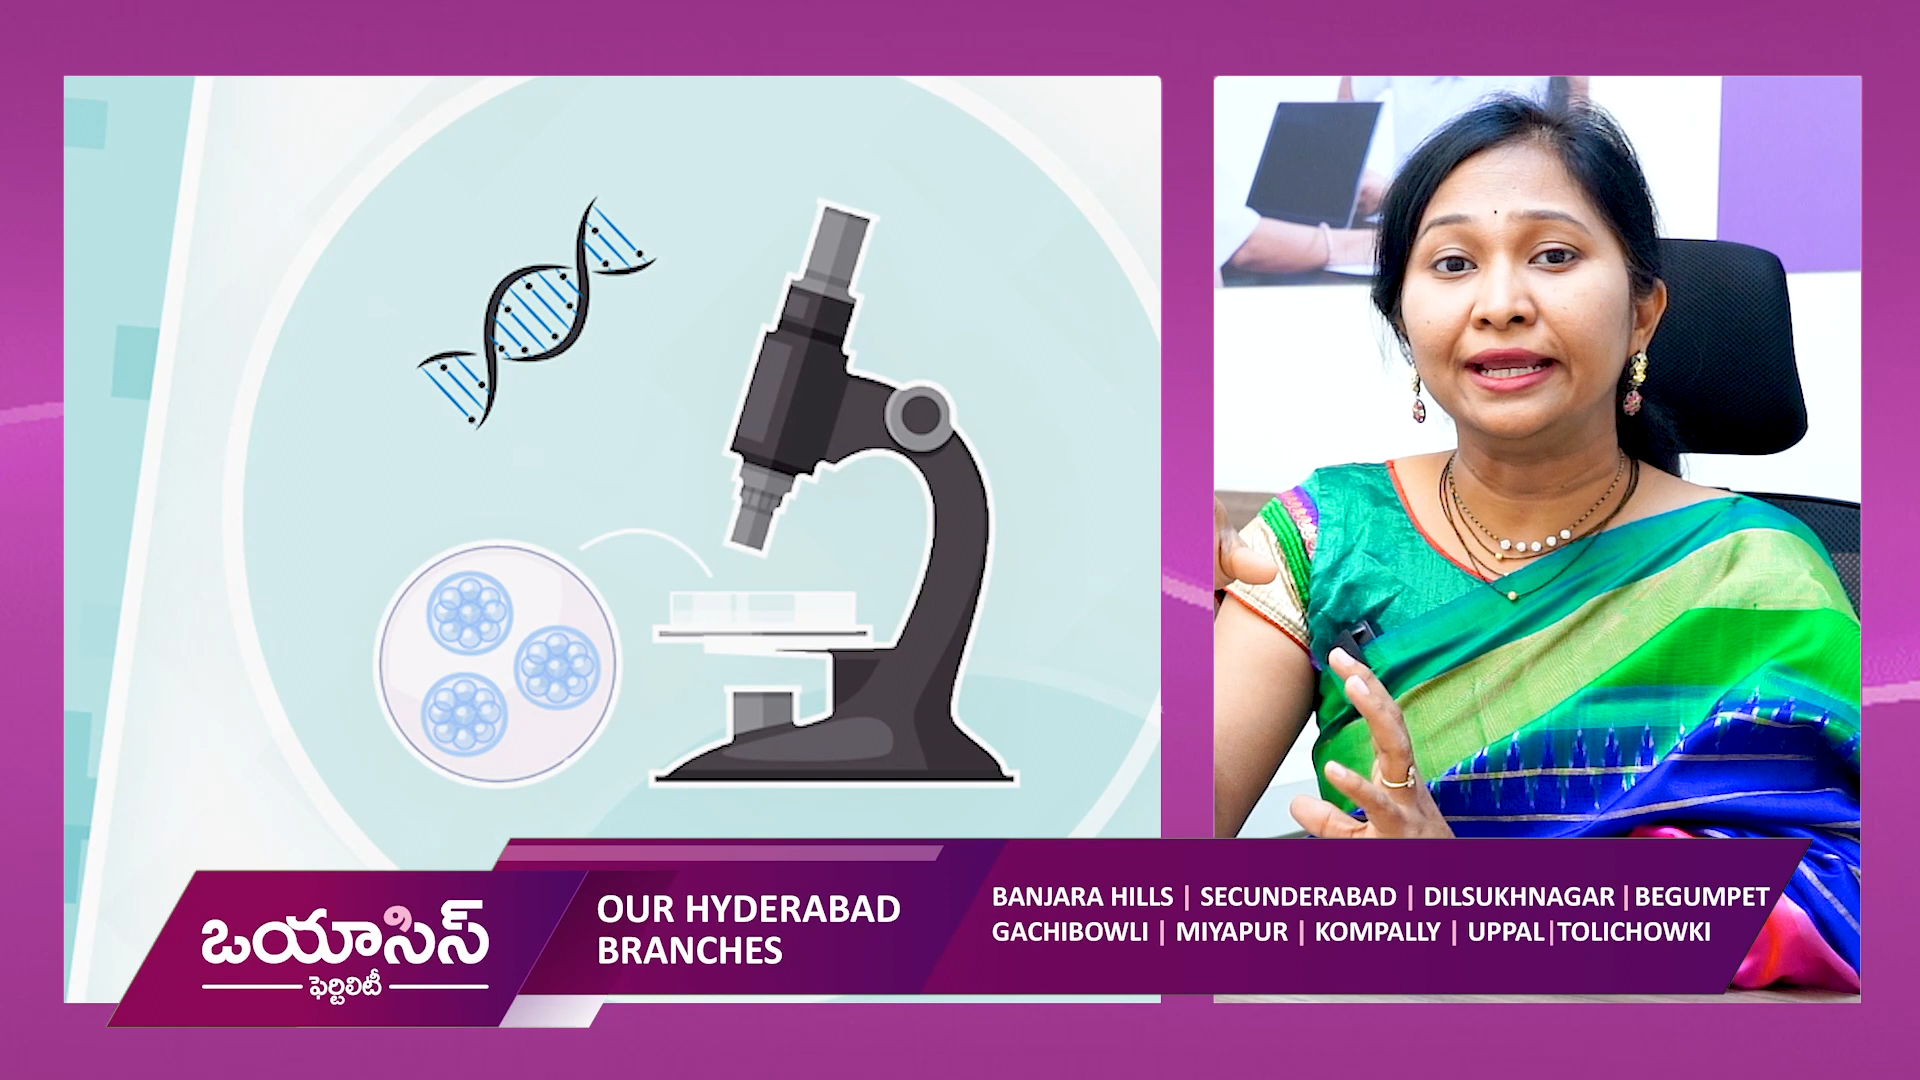 ఒయాసిస్
ఫెర్టిలిటీ
OUR HYDERABAD
BRANCHES
BANJARA HILLS | SECUNDERABAD | DILSUKHNAGAR | BEGUMPET
GACHIBOWLI | MIYAPUR | KOMPALLY | UPPAL | TOLICHOWKI